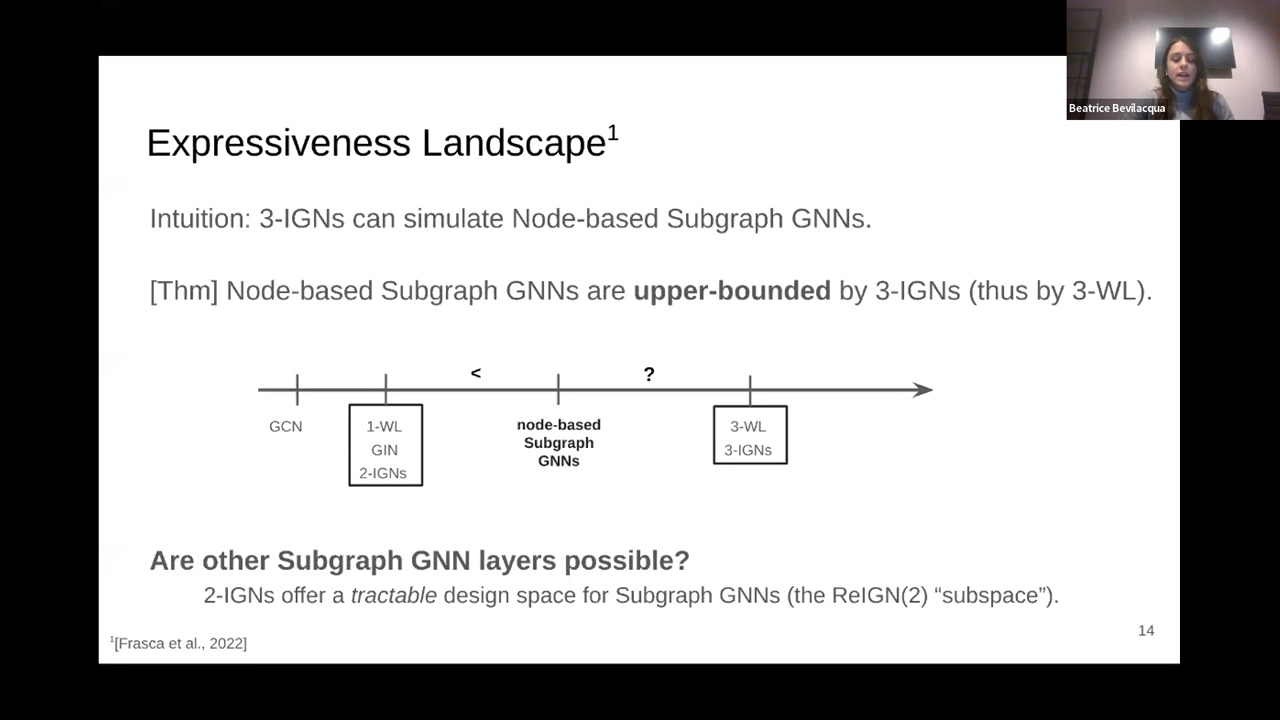 Beatrice Bevilacqua
Expressiveness Landscape¹
Intuition: 3-IGNs can simulate Node-based Subgraph GNNs.
[Thm] Node-based Subgraph GNNs are upper-bounded by 3-IGNs (thus by 3-WL).
<
?
GCN
1-WL
GIN
2-IGNs
node-based
Subgraph
GNNs
3-WL
3-IGNs
Are other Subgraph GNN layers possible?
2-IGNs offer a tractable design space for Subgraph GNNs (the ReIGN(2) “subspace”).
¹[Frasca et al., 2022]
14